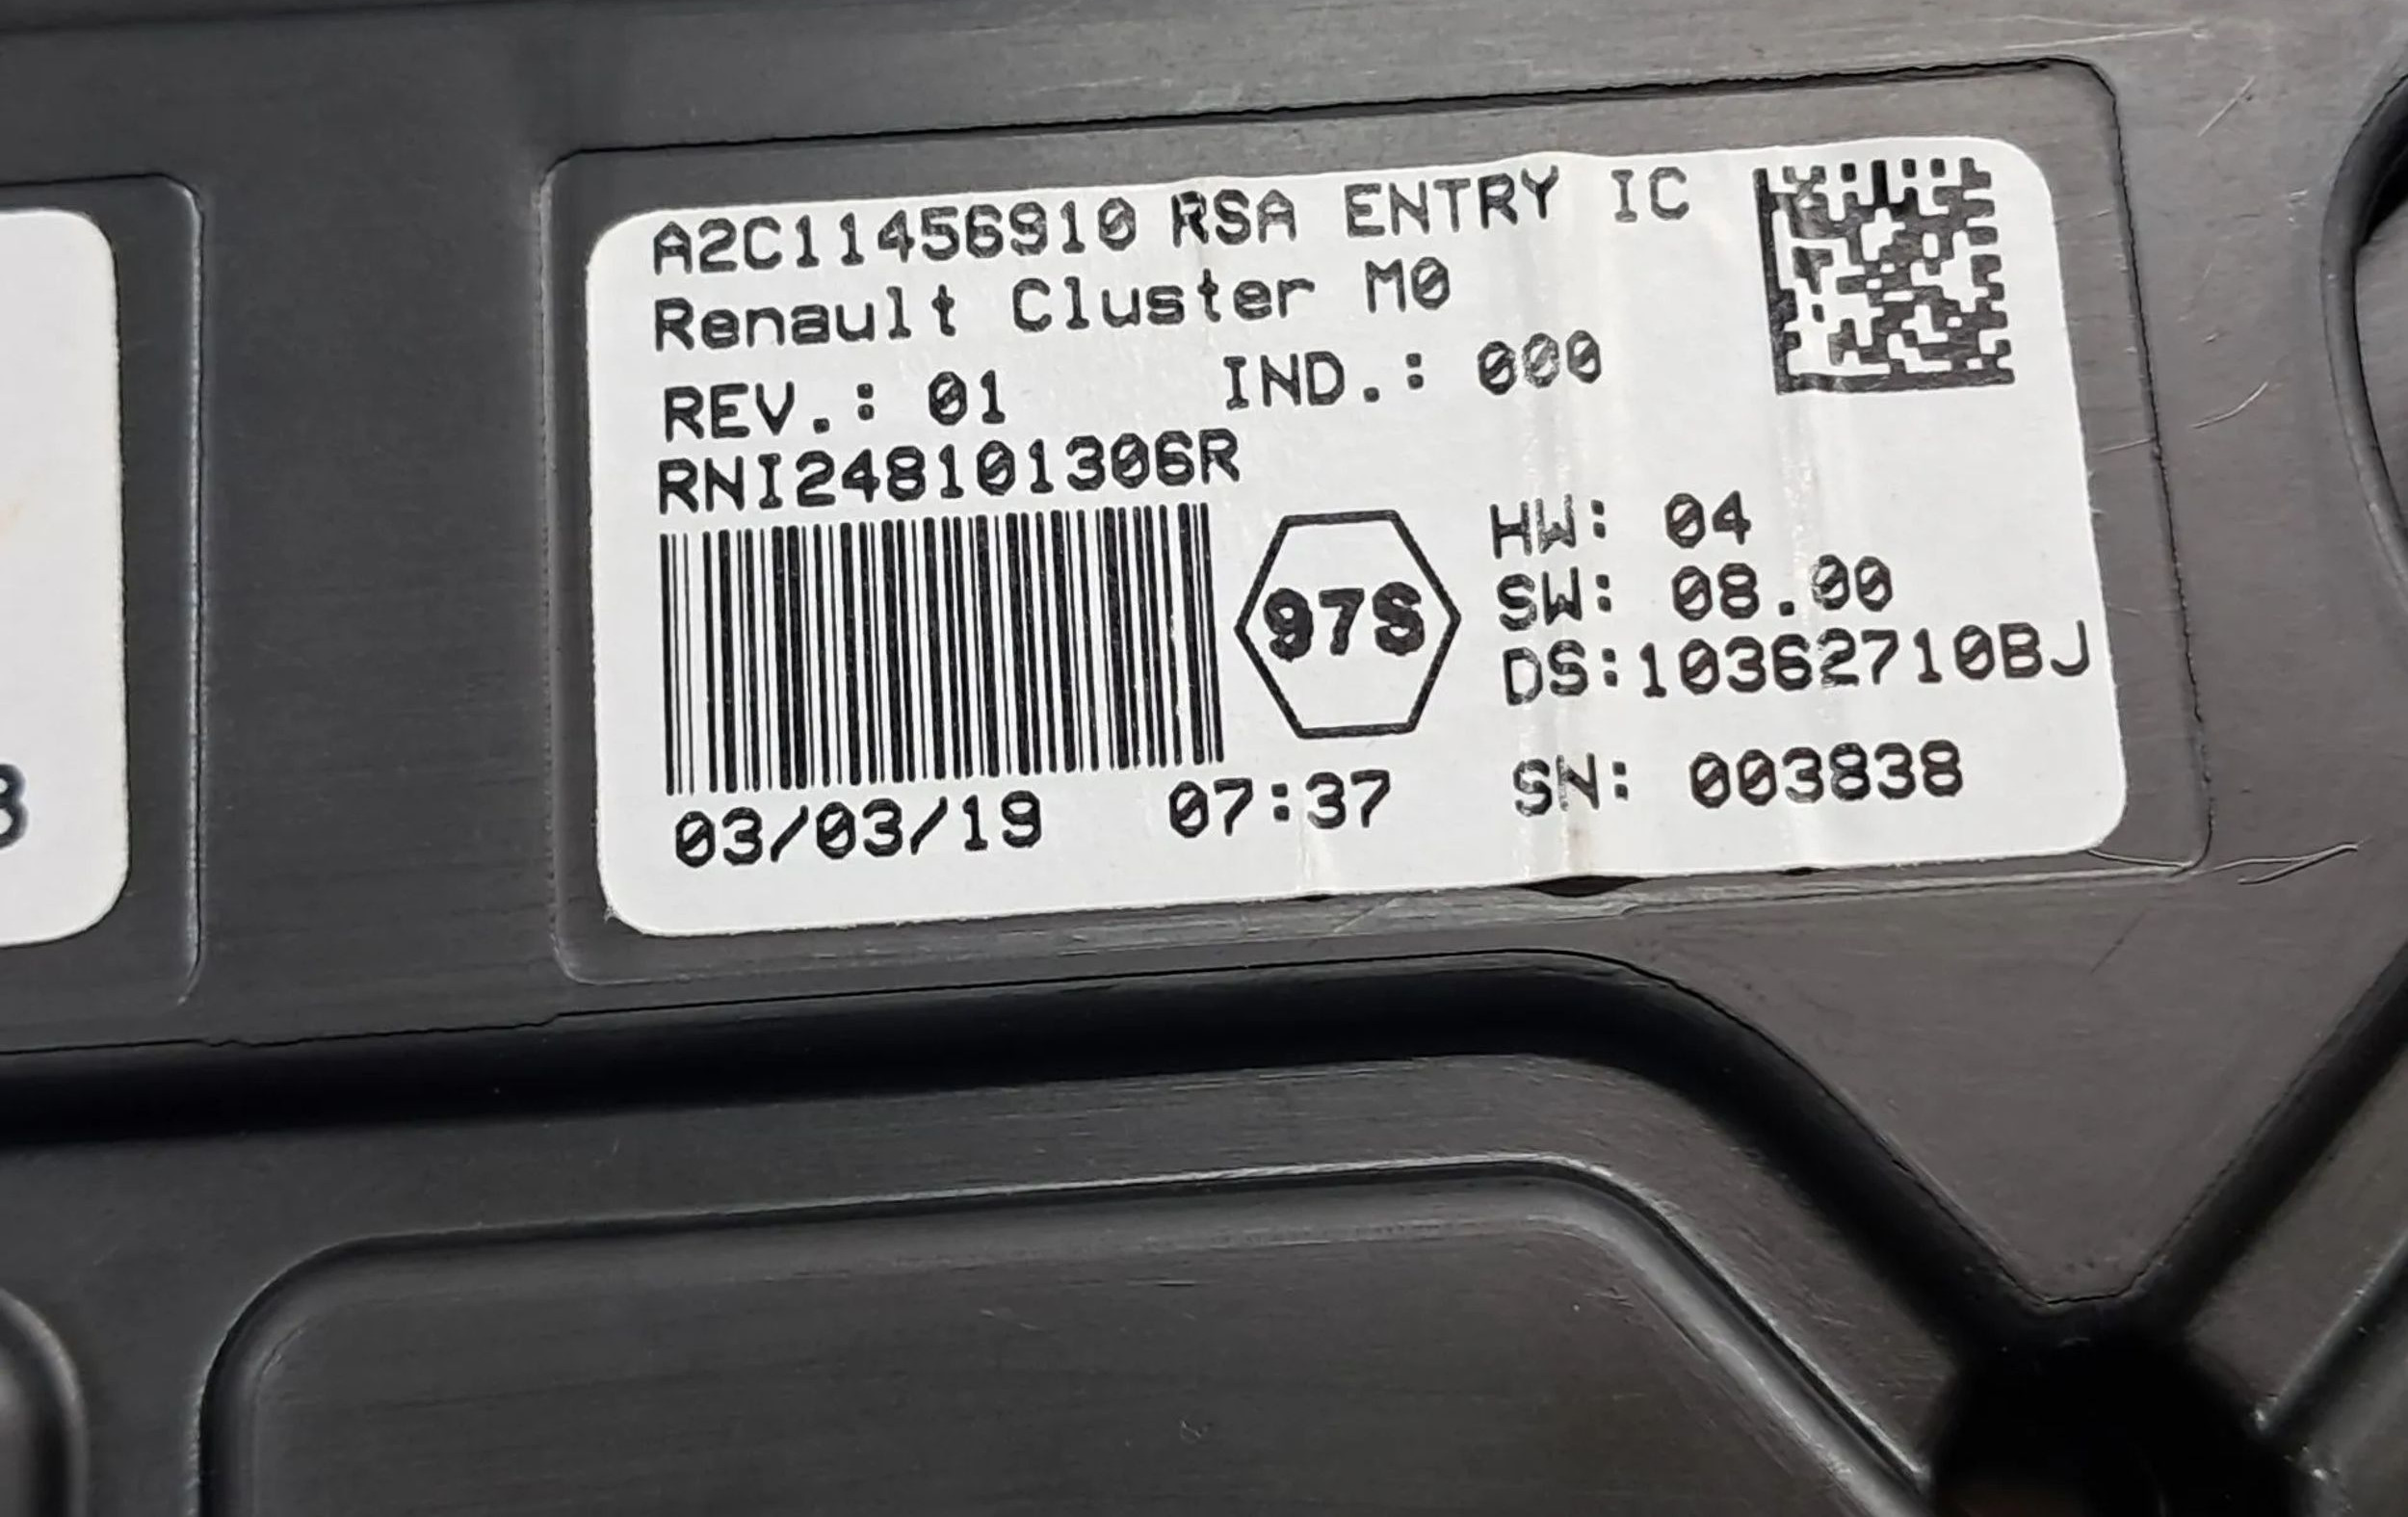 A2C11456910 RSA ENTRY IC
Renault Cluster M0
REV.: 01 IND.: 000
RNI248101306R
97S
HW: 04
SW: 08.00
DS:10362710BJ
03/03/19 07:37 SN: 003838
8